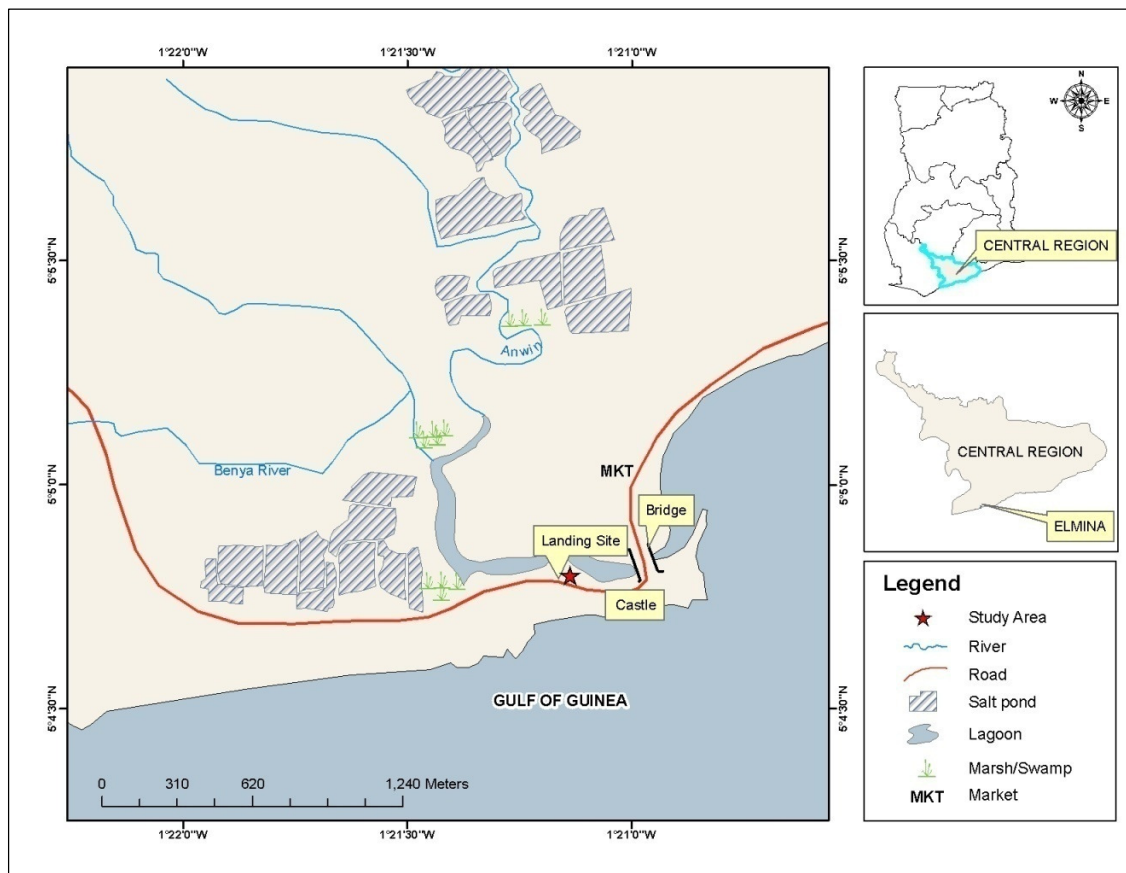 1°22'0"W
1°21'30"W
1°21'0"W
5°5'30"N
5°5'30"N
Anwin
Benya River
MKT
5°5'0"N
5°5'0"N
Bridge
Landing Site
Castle
GULF OF GUINEA
5°4'30"N
5°4'30"N
0 310 620 1,240 Meters
1°22'0"W
1°21'30"W
1°21'0"W
N
W E
S
CENTRAL REGION
CENTRAL REGION
ELMINA
Legend
Study Area
River
Road
Salt pond
Lagoon
Marsh/Swamp
MKT Market